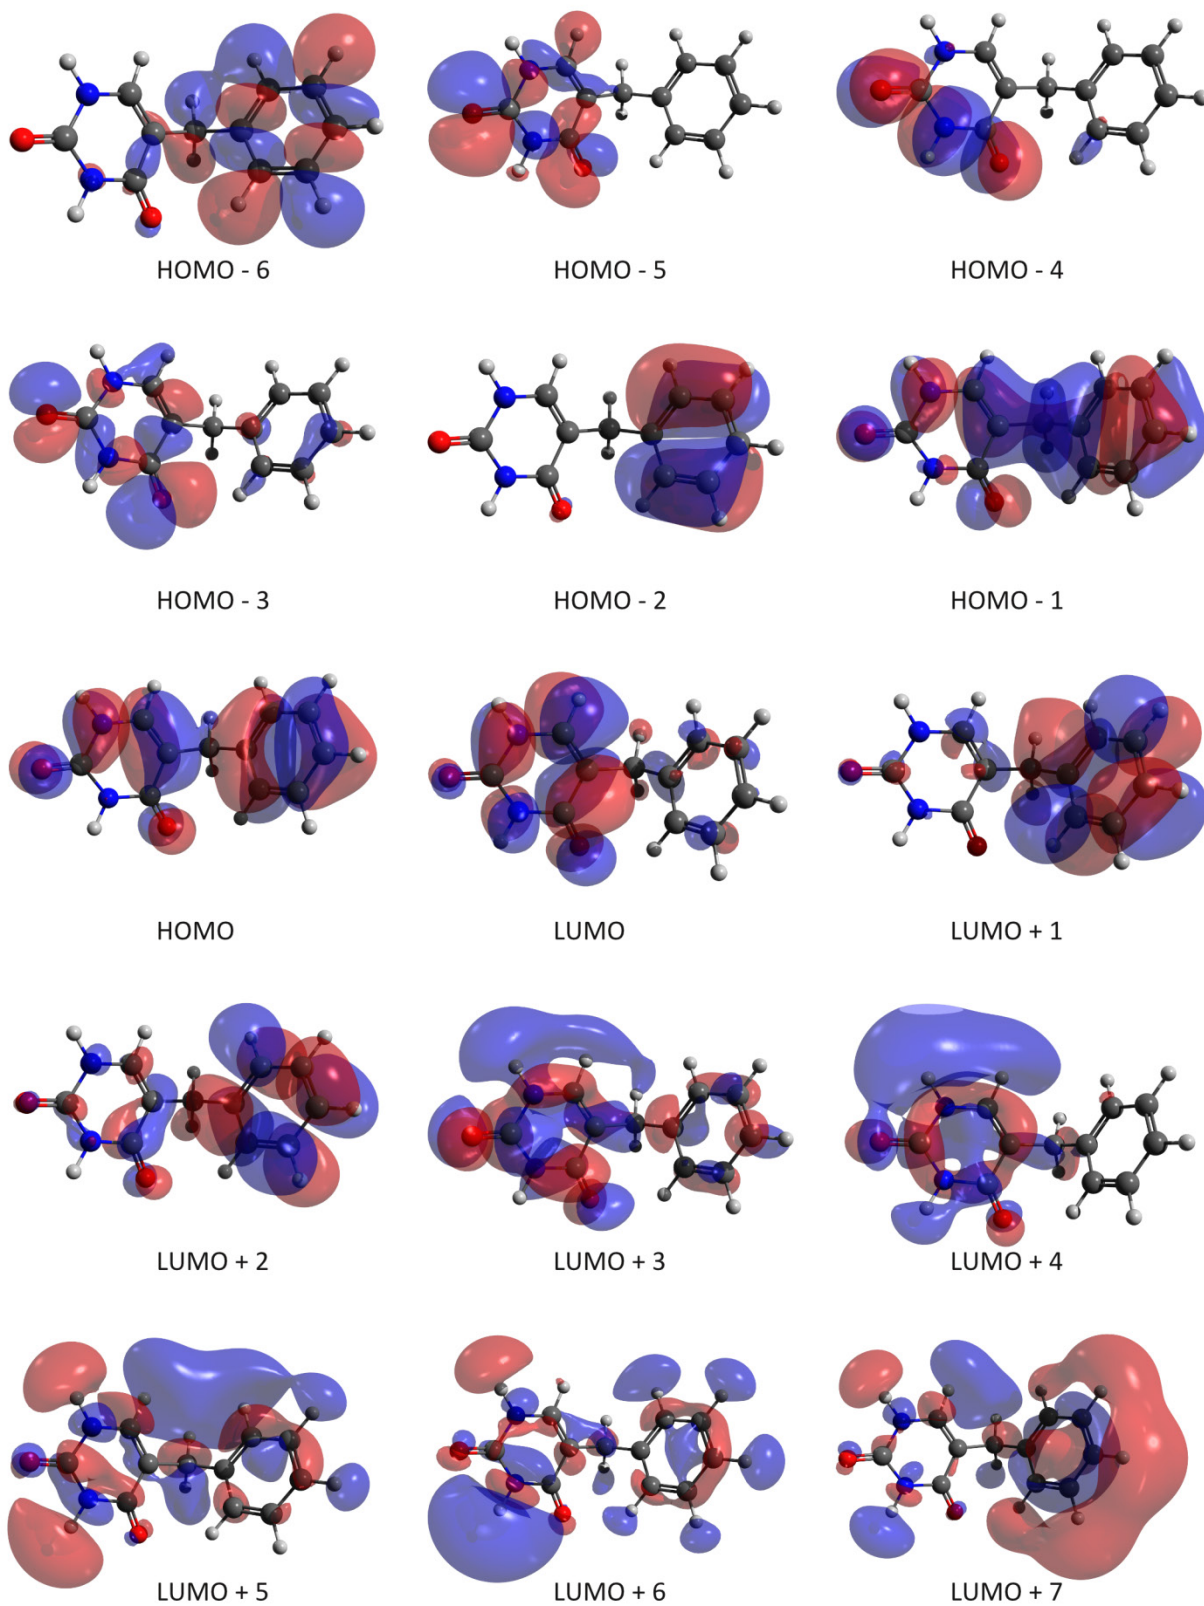 HOMO - 6
HOMO - 5
HOMO - 4
HOMO - 3
HOMO - 2
HOMO - 1
HOMO
LUMO
LUMO + 1
LUMO + 2
LUMO + 3
LUMO + 4
LUMO + 5
LUMO + 6
LUMO + 7